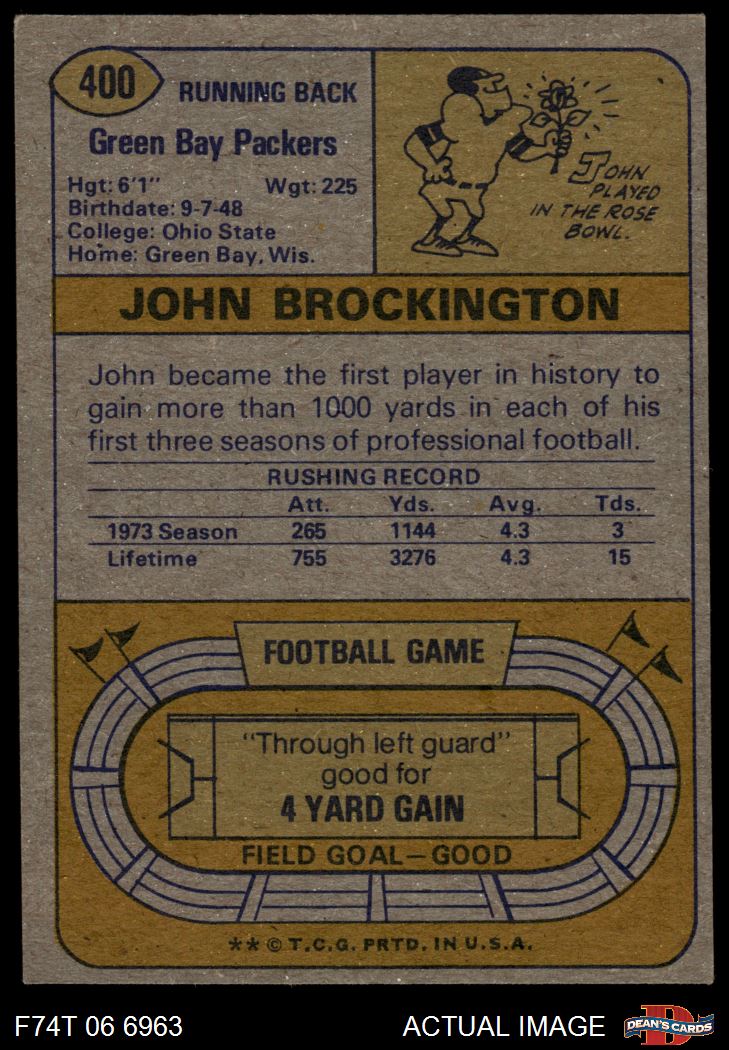 400
RUNNING BACK
Green Bay Packers
Hgt: 6'1" Wgt: 225
Birthdate: 9-7-48
College: Ohio State
Home: Green Bay, Wis.
JOHN
PLAYED
IN THE ROSE
BOWL.
JOHN BROCKINGTON
John became the first player in history to
gain more than 1000 yards in each of his
first three seasons of professional football.
RUSHING RECORD
Att. Yds. Avg. Tds.
1973 Season 265 1144 4.3 3
Lifetime 755 3276 4.3 15
FOOTBALL GAME
"Through left guard"
good for
4 YARD GAIN
FIELD GOAL—GOOD
** © T.C.G. PRTD. IN U.S.A.
F74T 06 6963
ACTUAL IMAGE
D
DEAN'S CARDS